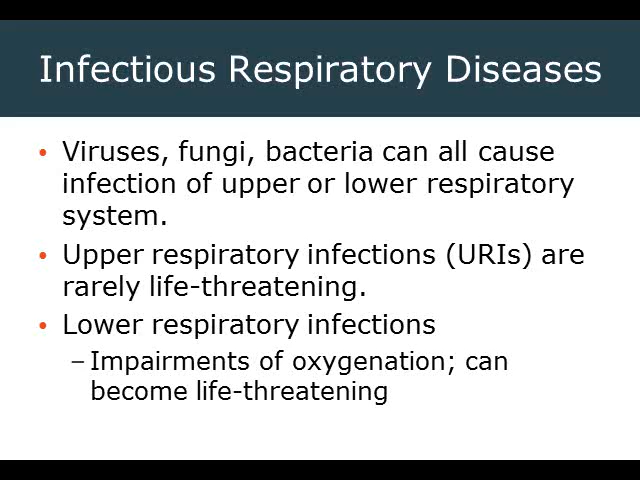 Infectious Respiratory Diseases
• Viruses, fungi, bacteria can all cause
infection of upper or lower respiratory
system.
• Upper respiratory infections (URIs) are
rarely life-threatening.
• Lower respiratory infections
– Impairments of oxygenation; can
become life-threatening